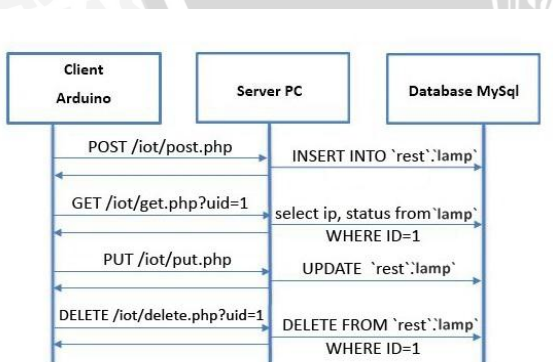 Client
Arduino
Server PC
Database MySql
POST /iot/post.php
INSERT INTO `rest`.`lamp`
GET /iot/get.php?uid=1
select ip, status from `lamp`
WHERE ID=1
PUT /iot/put.php
UPDATE `rest`.`lamp`
DELETE /iot/delete.php?uid=1
DELETE FROM `rest`.`lamp`
WHERE ID=1